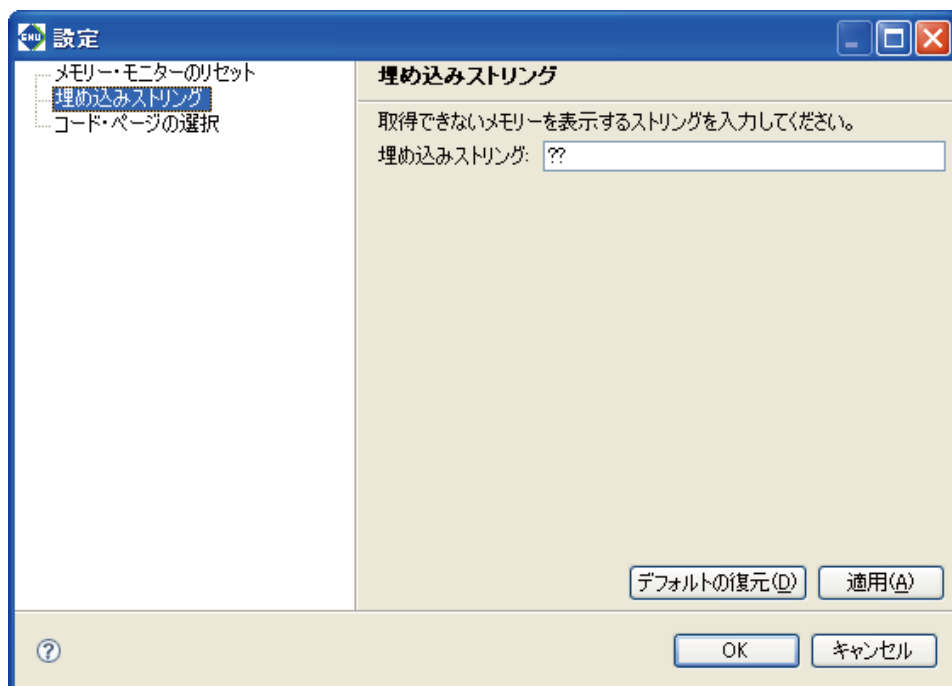 EMU 設定
メモリー・モニターのリセット
埋め込みストリング
コード・ページの選択
埋め込みストリング
取得できないメモリーを表示するストリングを入力してください。
埋め込みストリング: ??
デフォルトの復元(D) 適用(A)
? OK キャンセル